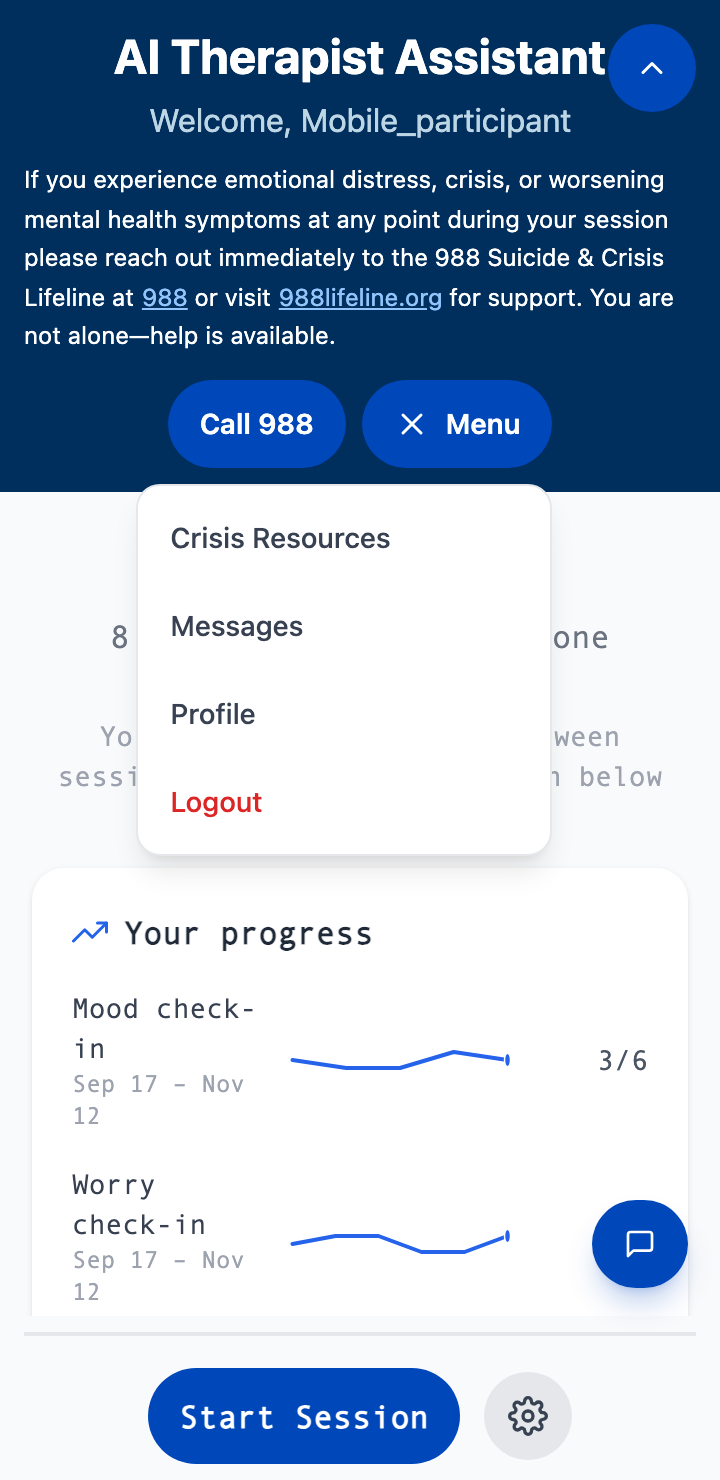 AI Therapist Assistant
Welcome, Mobile_participant
If you experience emotional distress, crisis, or worsening
mental health symptoms at any point during your session
please reach out immediately to the 988 Suicide & Crisis
Lifeline at 988 or visit 988lifeline.org for support. You are
not alone—help is available.
Call 988
Menu
Crisis Resources
Messages
Profile
Logout
8
Your progress
Mood check-
in
Sep 17 – Nov
12
3/6
Worry
check-in
Sep 17 – Nov
12
below
Start Session